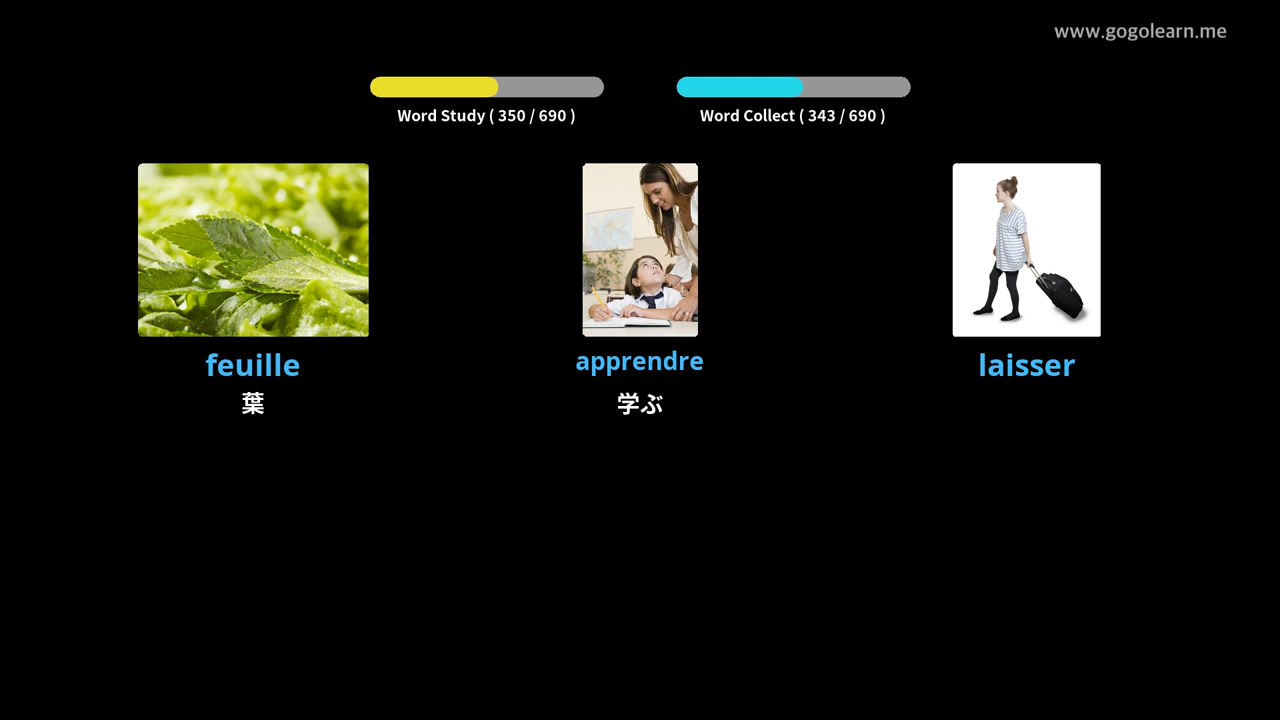 www.gogolearn.me
Word Study ( 350 / 690 )
Word Collect ( 343 / 690 )
feuille
葉
apprendre
学ぶ
laisser